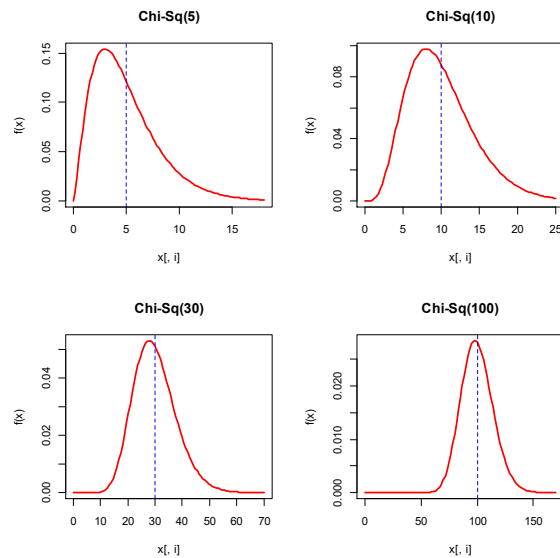 Chi-Sq(5)
f(x)
0.00 0.05 0.10 0.15
0 5 10 15
x[, i]
Chi-Sq(10)
f(x)
0.00 0.04 0.08
0 5 10 15 20 25
x[, i]
Chi-Sq(30)
f(x)
0.00 0.02 0.04
0 10 20 30 40 50 60 70
x[, i]
Chi-Sq(100)
f(x)
0.000 0.010 0.020
0 50 100 150
x[, i]